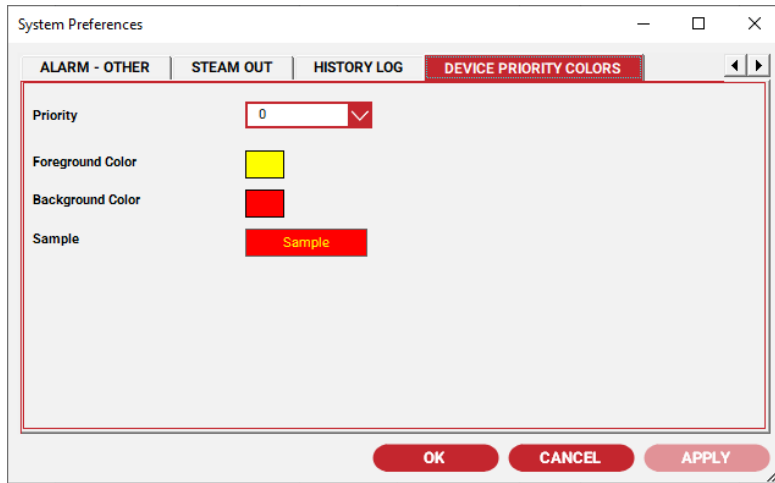 System Preferences
ALARM - OTHER STEAM OUT HISTORY LOG DEVICE PRIORITY COLORS
Priority 0
Foreground Color
Background Color
Sample Sample
OK CANCEL APPLY